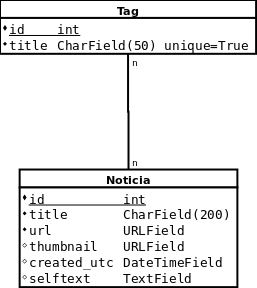 Tag
id int
title CharField(50) unique=True
n
n
Noticia
id int
title CharField(200)
url URLField
thumbnail URLField
created_utc DateTimeField
selftext TextField